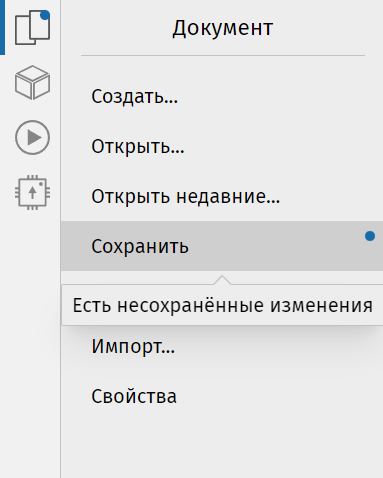 Документ
Создать...
Открыть...
Открыть недавние...
Сохранить
Есть несохранённые изменения
Импорт...
Свойства